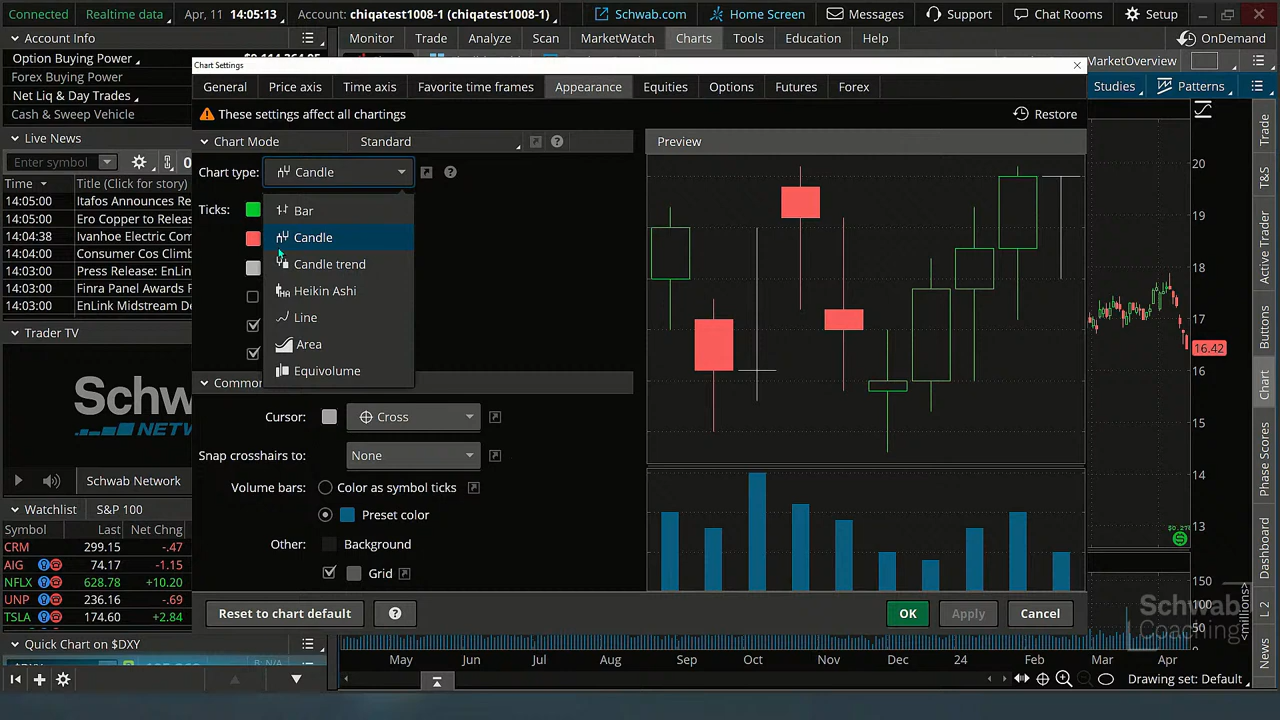 Connected Realtime data Apr, 11 14:05:13 Account: chiqatest1008-1 (chiqatest1008-1) Schwab.com Home Screen Messages Support Chat Rooms Setup
Account Info Monitor Trade Analyze Scan MarketWatch Charts Tools Education Help OnDemand
Option Buying Power
Forex Buying Power
Net Liq & Day Trades
Cash & Sweep Vehicle
Live News
Enter symbol
Time Title (Click for story)
14:05:00 Itafos Announces Re
14:05:00 Ero Copper to Releas
14:04:38 Ivanhoe Electric Com
14:04:00 Consumer Cos Climb
14:03:00 Press Release: EnLink
14:03:00 Finra Panel Awards F
14:03:00 EnLink Midstream De
Trader TV
SCHWAB
NETW
Schwab Network
Watchlist S&P 100
Symbol Last Net Chng
CRM 299.15 -.47
AIG 74.17 -1.15
NFLX 628.78 +10.20
UNP 236.16 -.69
TSLA 174.60 +2.84
Quick Chart on $DXY
Chart Settings
General Price axis Time axis Favorite time frames Appearance Equities Options Futures Forex
These settings affect all chartings Restore
Chart Mode Standard
Chart type: Candle
Ticks:
Bar
Candle
Candle trend
Heikin Ashi
Line
Area
Equivolume
Commo
Cursor: Cross
Snap crosshairs to: None
Volume bars: Color as symbol ticks
Preset color
Other: Background
Grid
Reset to chart default ? OK Apply Cancel
Preview
MarketOverview
Studies Patterns
20
19
18
17
16.42
16
15
14
13
150
100
50
0
<millions>
Trade
Active Trader
T&S
Buttons
Chart
Phase Scores
Dashboard
L 2
News
Schwab
Coaching
May Jun Jul Aug Sep Oct Nov Dec 24 Feb Mar Apr
Drawing set: Default